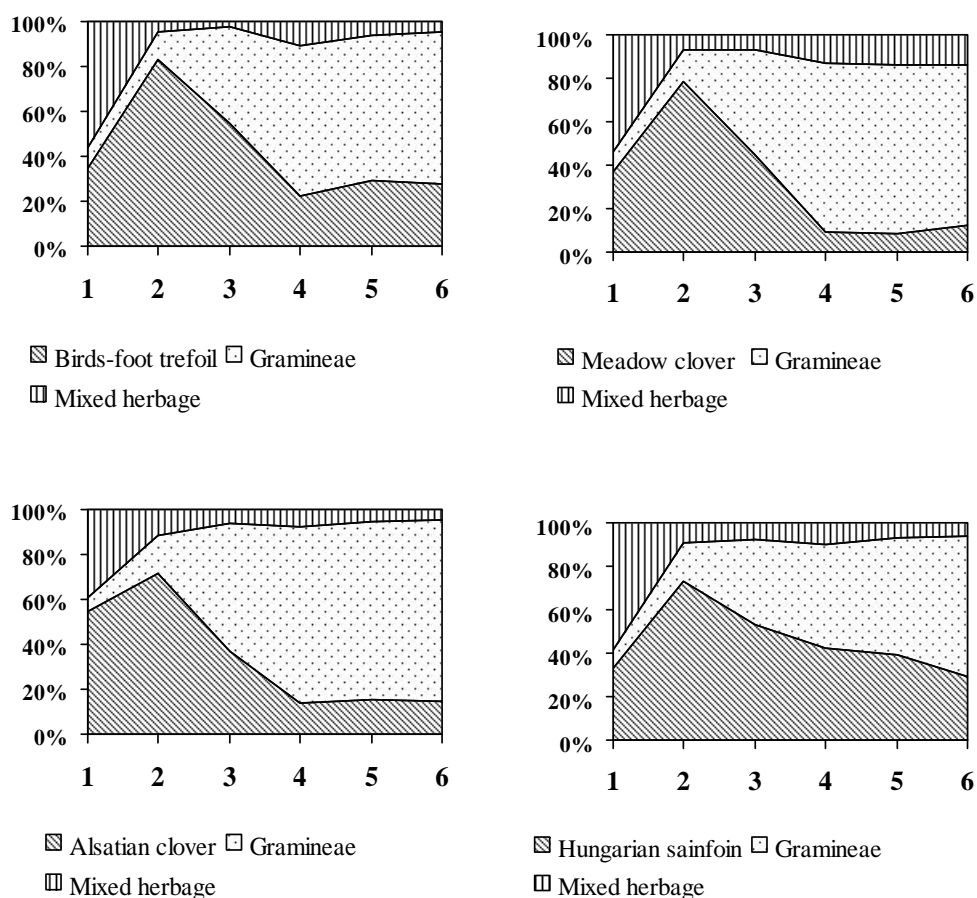 100%
80%
60%
40%
20%
0%
1 2 3 4 5 6
Birds-foot trefoil Gramineae
Mixed herbage
100%
80%
60%
40%
20%
0%
1 2 3 4 5 6
Meadow clover Gramineae
Mixed herbage
100%
80%
60%
40%
20%
0%
1 2 3 4 5 6
Alsatian clover Gramineae
Mixed herbage
100%
80%
60%
40%
20%
0%
1 2 3 4 5 6
Hungarian sainfoin Gramineae
Mixed herbage